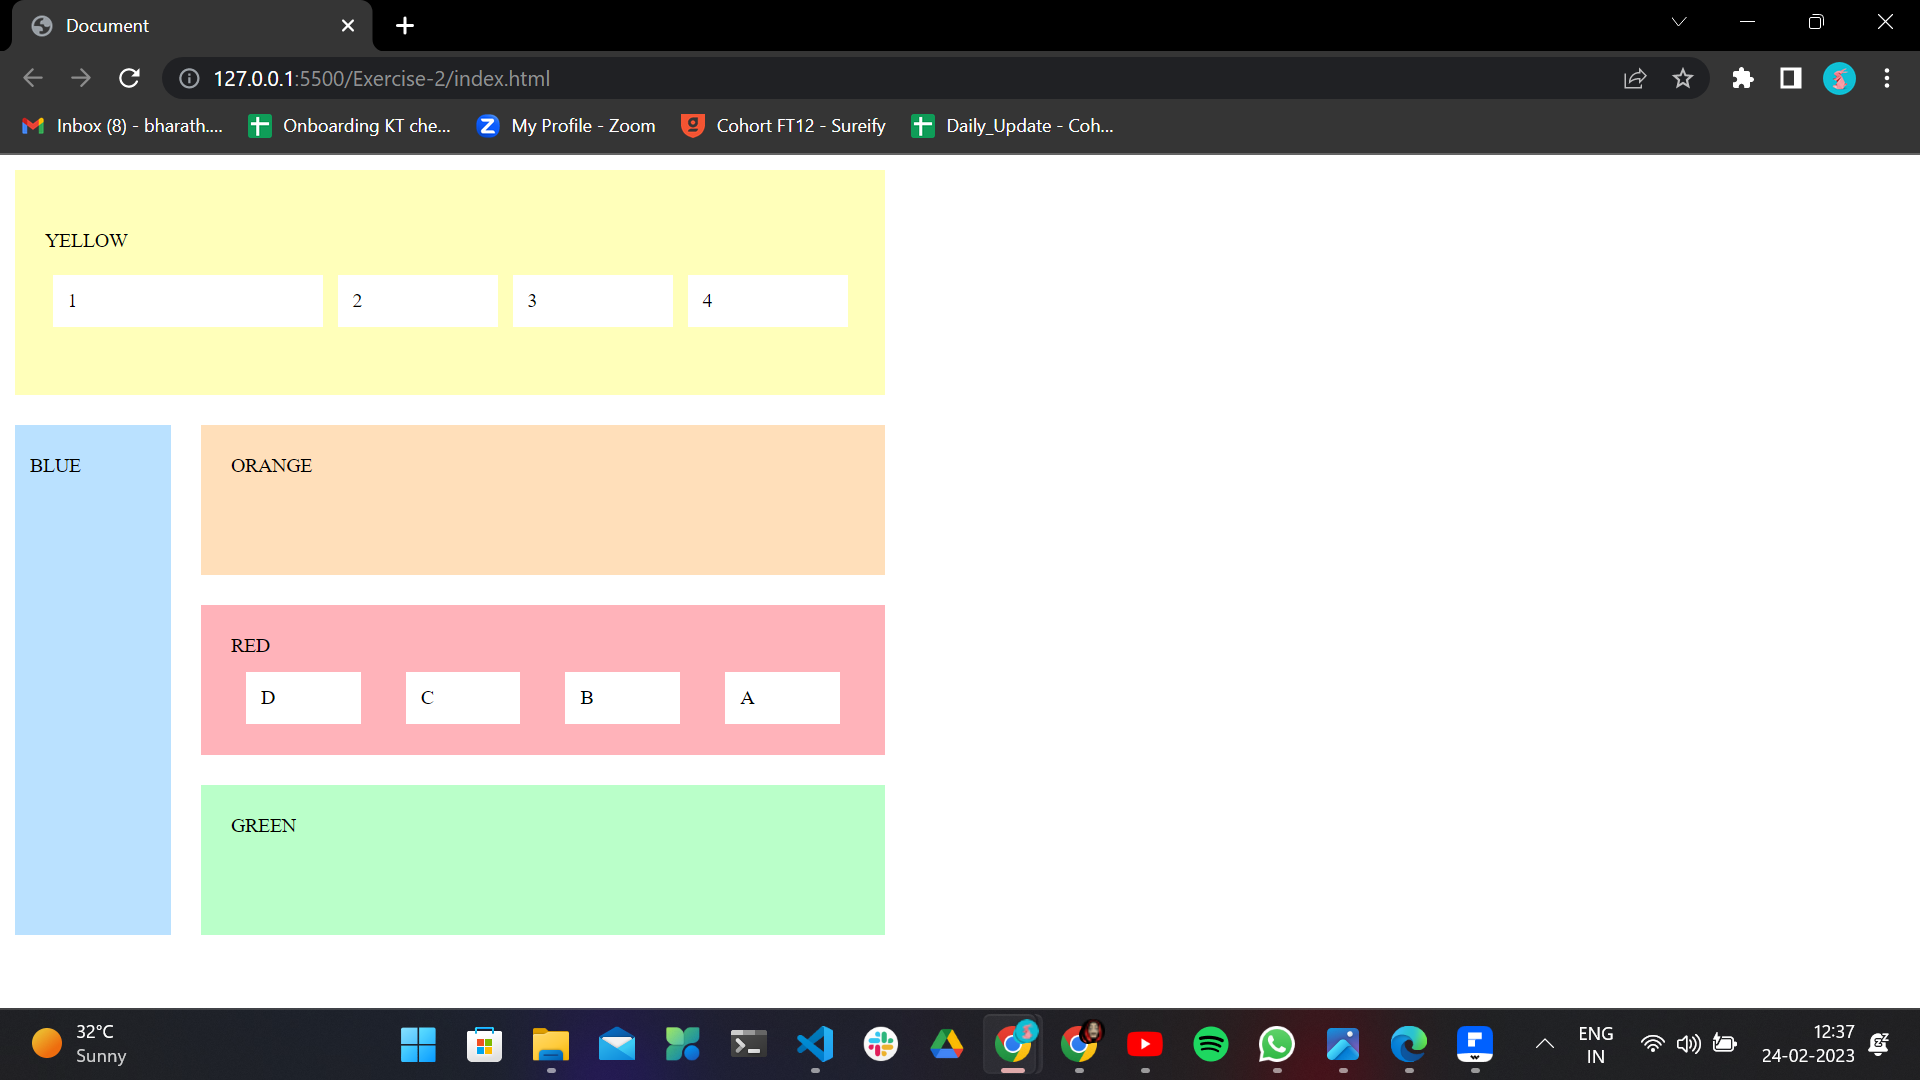 Document
127.0.0.1:5500/Exercise-2/index.html
Inbox (8) - bharath.... Onboarding KT che... My Profile - Zoom Cohort FT12 - Sureify Daily_Update - Coh...
YELLOW
1 2 3 4
BLUE ORANGE
RED
D C B A
GREEN
32°C
Sunny
ENG
IN
12:37
24-02-2023